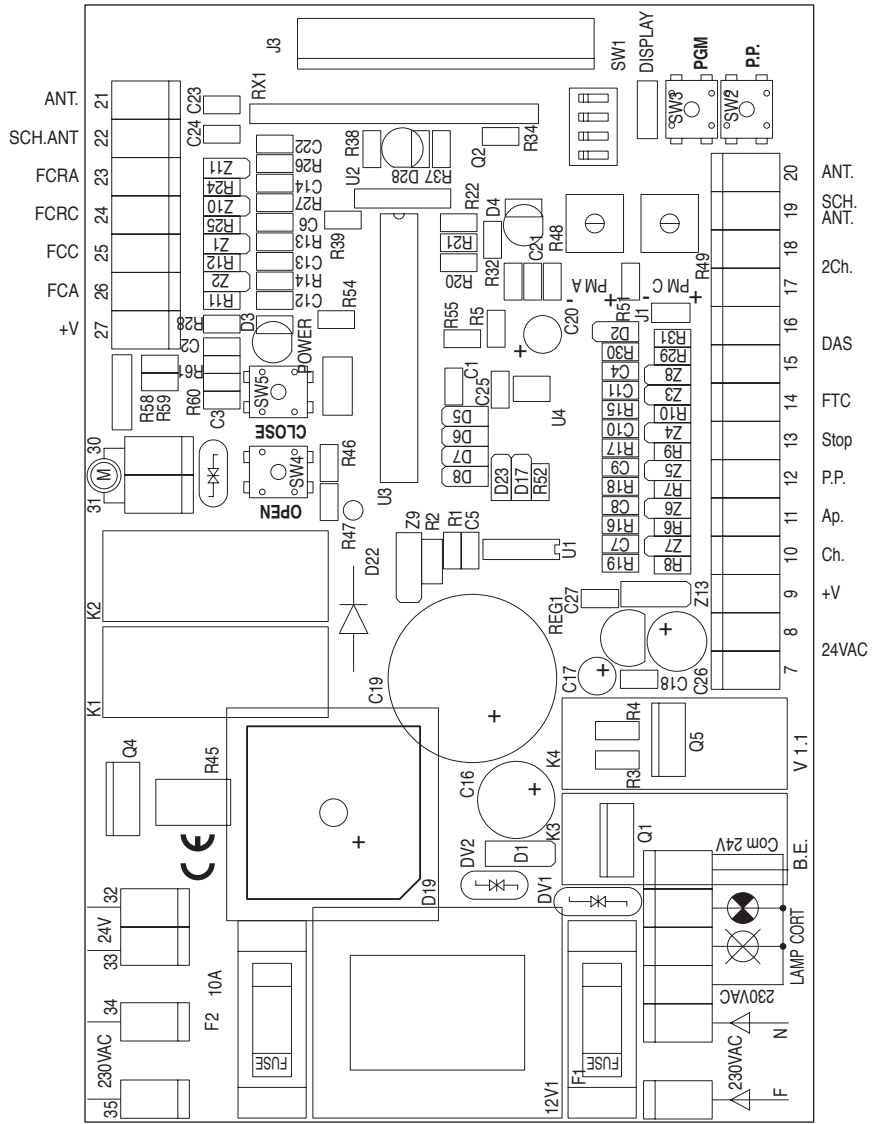 J3
SW1
DISPLAY
PGM
P.P.
SW3
SW2
ANT.
21
C23
RX1
SCH.ANT
22
C24
FCRA
23
FCRC
24
FCC
25
FCA
26
+V
27
Z11
R24
Z10
R25
Z1
R12
Z2
R11
R28
C22
R26
C14
R27
C6
R13
C13
R14
C12
D3
POWER
R38
U2
D28
R37
Q2
R34
R39
R54
R22
R21
R20
D4
R32
C21
R48
R49
20
ANT.
19
SCH.
ANT.
18
2Ch.
17
16
DAS
15
14
FTC
13
Stop
12
P.P.
11
Ap.
10
Ch.
9
+V
8
24VAC
7
PM A
-
+
PM C
-
+
R51
J1
R55
R5
+
C20
C1
C25
U4
D2
R30
C4
C11
R15
C10
R17
C9
R18
C8
R16
C7
R19
R31
R29
Z8
Z3
R10
Z4
R9
Z5
R7
Z6
R6
Z7
R8
C2
R61
R58
R59
R60
C3
SW5
CLOSE
SW4
OPEN
R46
R47
30
M
31
U3
D5
D6
D7
D8
D23
D17
R52
Z9
R2
R1
C5
U1
D22
K2
K1
C19
+
REG1
C27
Z13
C17
+
C18
C26
+
Q4
R45
CE
+
D19
C16
+
K4
R4
R3
Q5
V 1.1
K3
Q1
B.E.
DV2
D1
DV1
Com 24V
LAMP CORT
230VAC
32
24V
33
10A
F2
34
230VAC
35
FUSE
12V1
F1
FUSE
N
230VAC
F